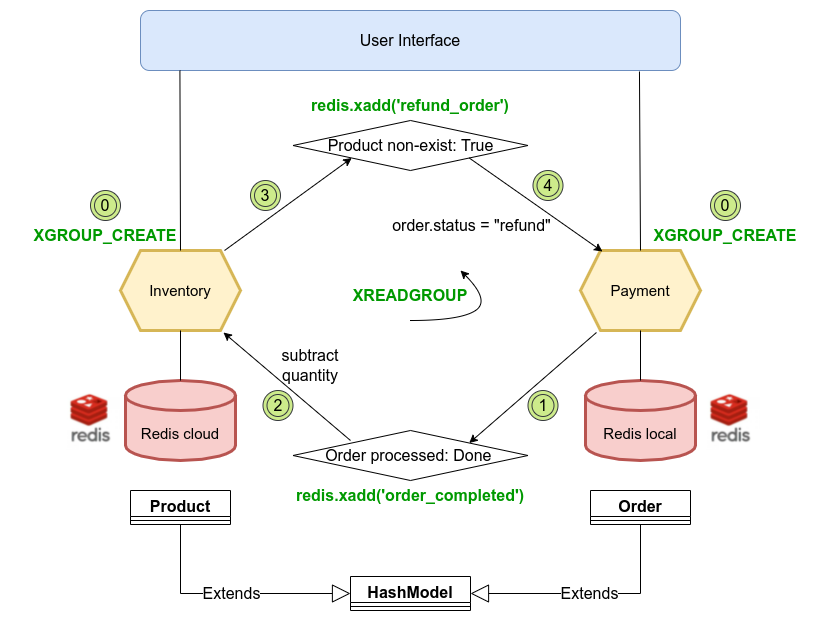 User Interface
redis.xadd('refund_order')
Product non-exist: True
3
4
0
0
XGROUP_CREATE
order.status = "refund"
XGROUP_CREATE
Inventory
XREADGROUP
Payment
subtract
quantity
2
1
redis
Redis cloud
Order processed: Done
Redis local
redis
redis.xadd('order_completed')
Product
Order
Extends
HashModel
Extends